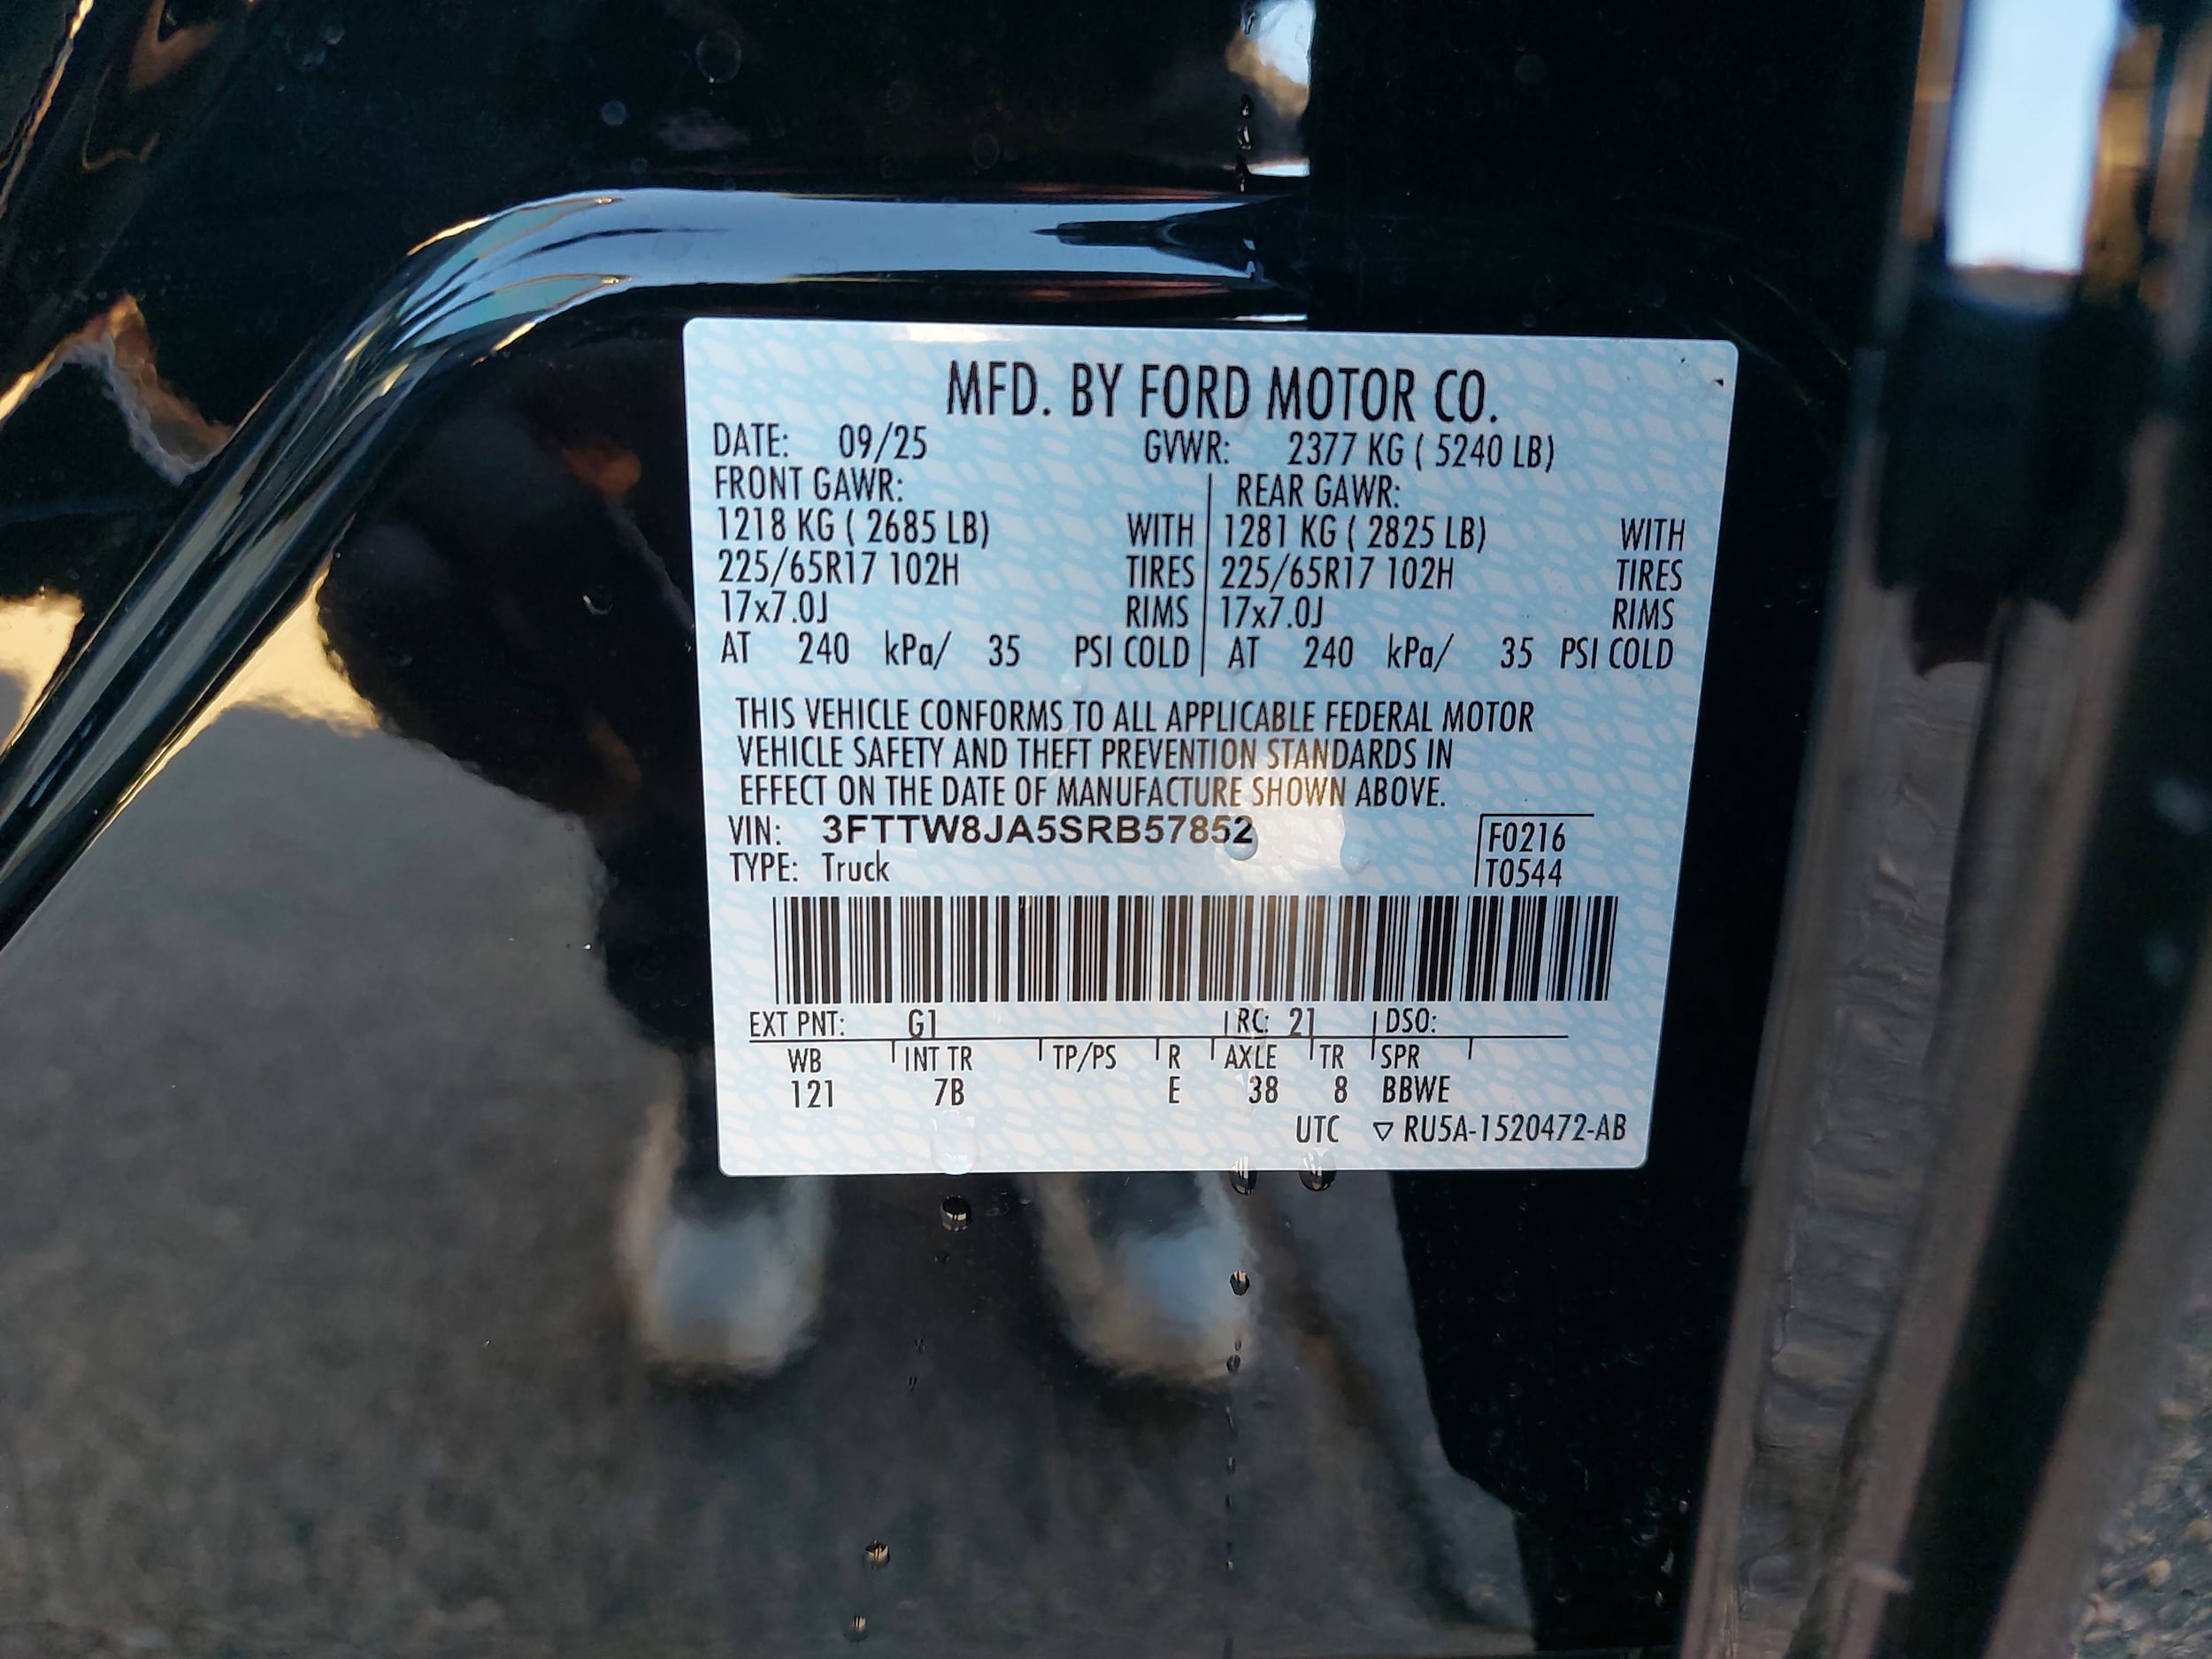 MFD. BY FORD MOTOR CO.
DATE: 09/25 GVWR: 2377 KG ( 5240 LB)
FRONT GAWR: REAR GAWR:
1218 KG ( 2685 LB) WITH 1281 KG ( 2825 LB) WITH
225/65R17 102H TIRES 225/65R17 102H TIRES
17x7.0J RIMS 17x7.0J RIMS
AT 240 kPa/ 35 PSI COLD AT 240 kPa/ 35 PSI COLD
THIS VEHICLE CONFORMS TO ALL APPLICABLE FEDERAL MOTOR
VEHICLE SAFETY AND THEFT PREVENTION STANDARDS IN
EFFECT ON THE DATE OF MANUFACTURE SHOWN ABOVE.
VIN: 3FTTW8JA5SRB57852 F0216
TYPE: Truck T0544
EXT PNT: G1 RC: 21 DSO:
WB INT TR TP/PS R AXLE TR SPR
121 7B E 38 8 BBWE
UTC ▽ RU5A-1520472-AB